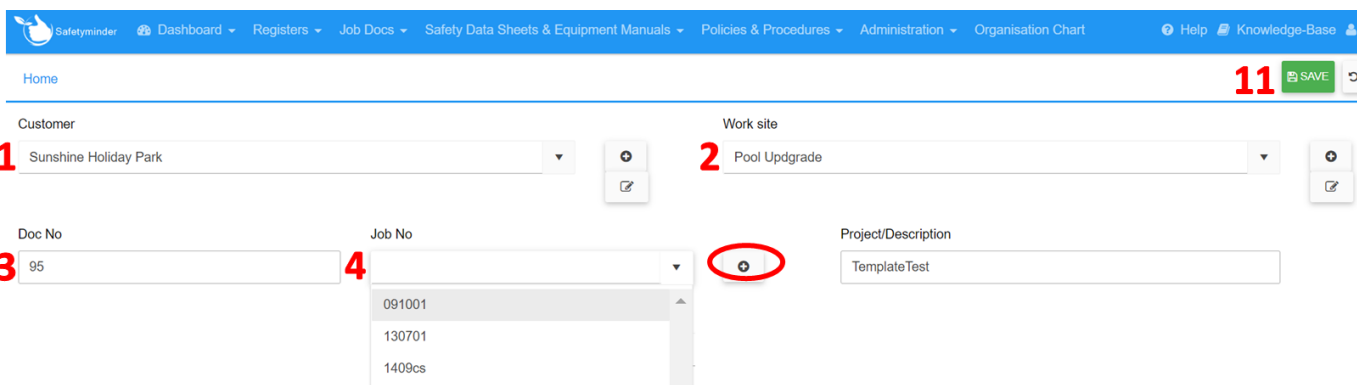 Safetyminder Dashboard Registers Job Docs Safety Data Sheets & Equipment Manuals Policies & Procedures Administration Organisation Chart Help Knowledge-Base
Home 11 SAVE
Customer Work site
1 Sunshine Holiday Park 2 Pool Updgrade
Doc No Job No Project/Description
3 95 4 TemplateTest
091001
130701
1409cs